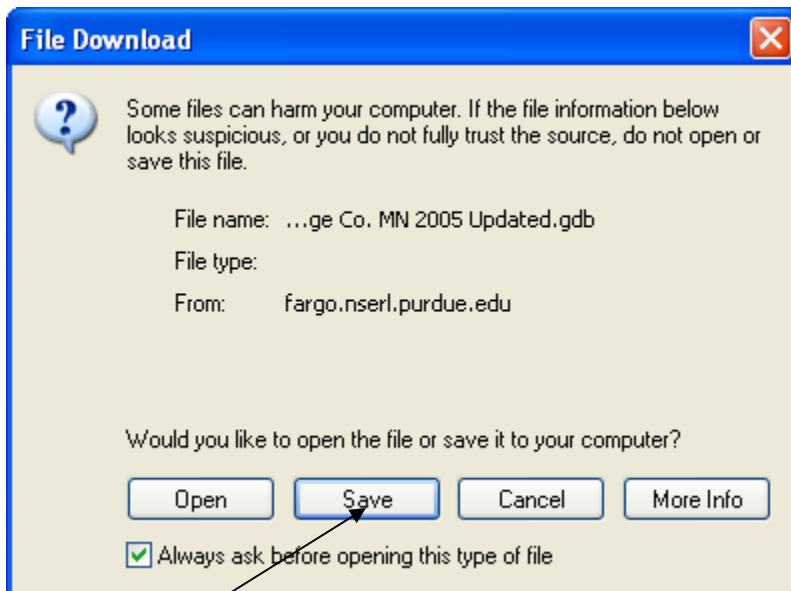 File Download
Some files can harm your computer. If the file information below
looks suspicious, or you do not fully trust the source, do not open or
save this file.
File name: ...ge Co. MN 2005 Updated.gdb
File type:
From: fargo.nserl.purdue.edu
Would you like to open the file or save it to your computer?
Open Save Cancel More Info
Always ask before opening this type of file